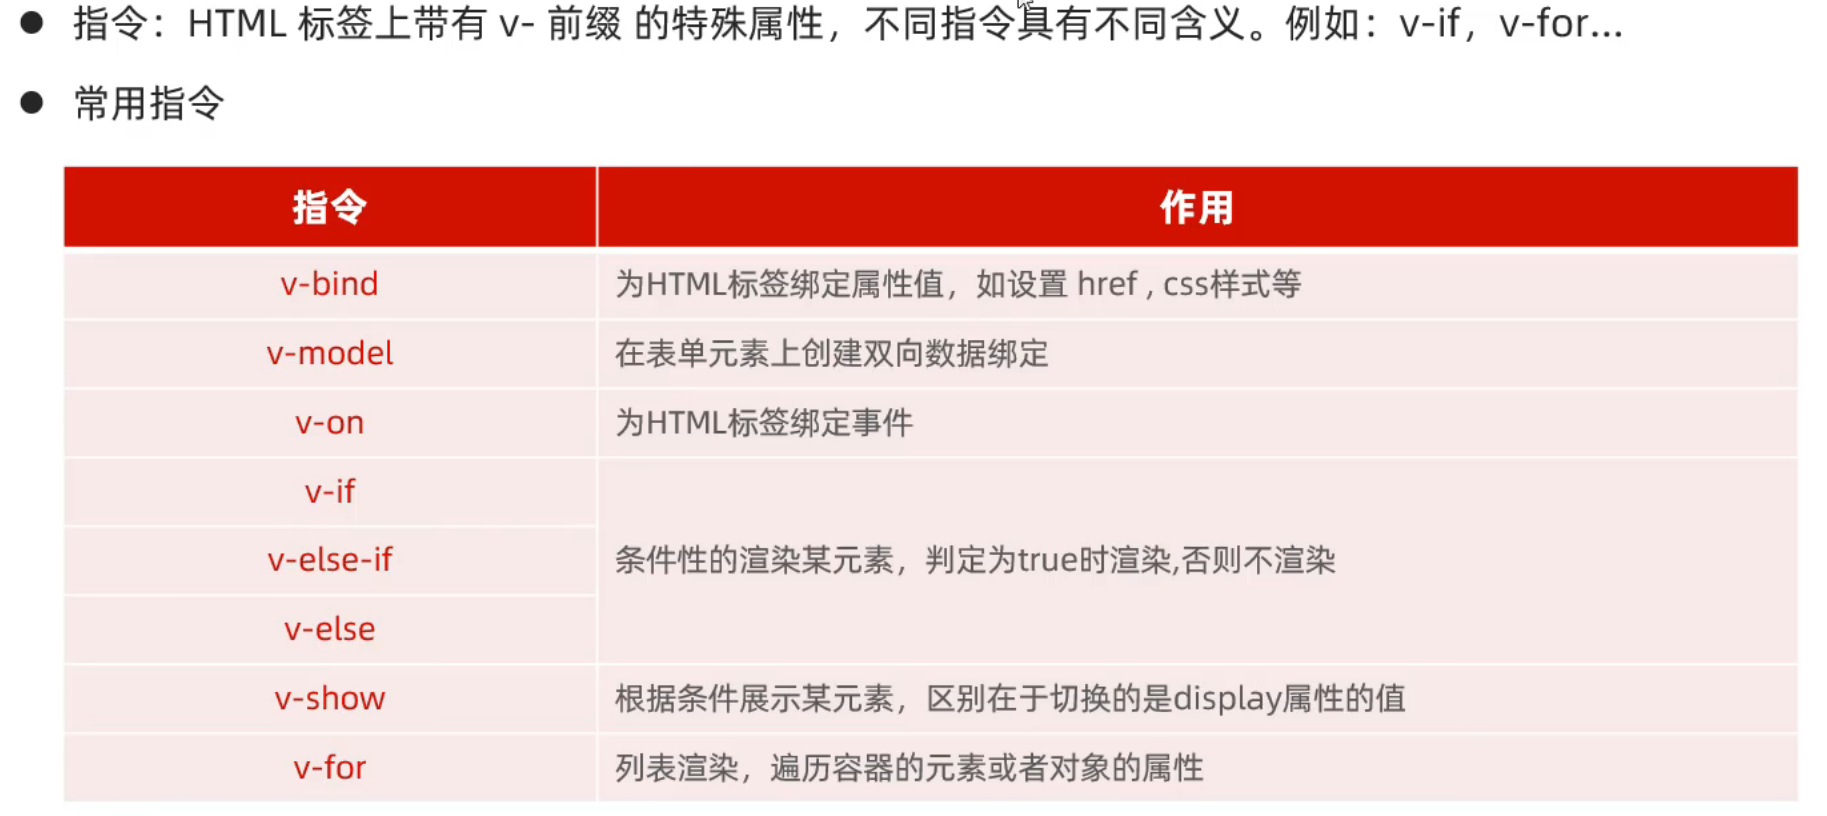 ● 指令：HTML 标签上带有 v- 前缀 的特殊属性，不同指令具有不同含义。例如：v-if，v-for...
● 常用指令
指令 作用
v-bind 为HTML标签绑定属性值，如设置 href , css样式等
v-model 在表单元素上创建双向数据绑定
v-on 为HTML标签绑定事件
v-if
v-else-if 条件性的渲染某元素，判定为true时渲染,否则不渲染
v-else
v-show 根据条件展示某元素，区别在于切换的是display属性的值
v-for 列表渲染，遍历容器的元素或者对象的属性